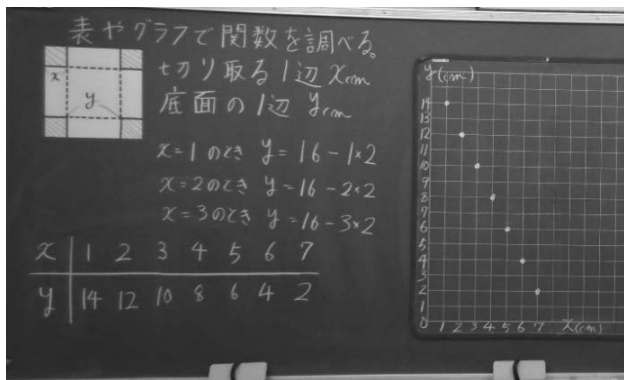 表やグラフで関数を調べる。
切り取る1辺 xcm
底面の1辺 ycm
x
y
x=1のとき y=16-1×2
x=2のとき y=16-2×2
x=3のとき y=16-3×2
x 1 2 3 4 5 6 7
y 14 12 10 8 6 4 2
y(cm)
14
13
12
11
10
9
8
7
6
5
4
3
2
1
0 1 2 3 4 5 6 7 x(cm)